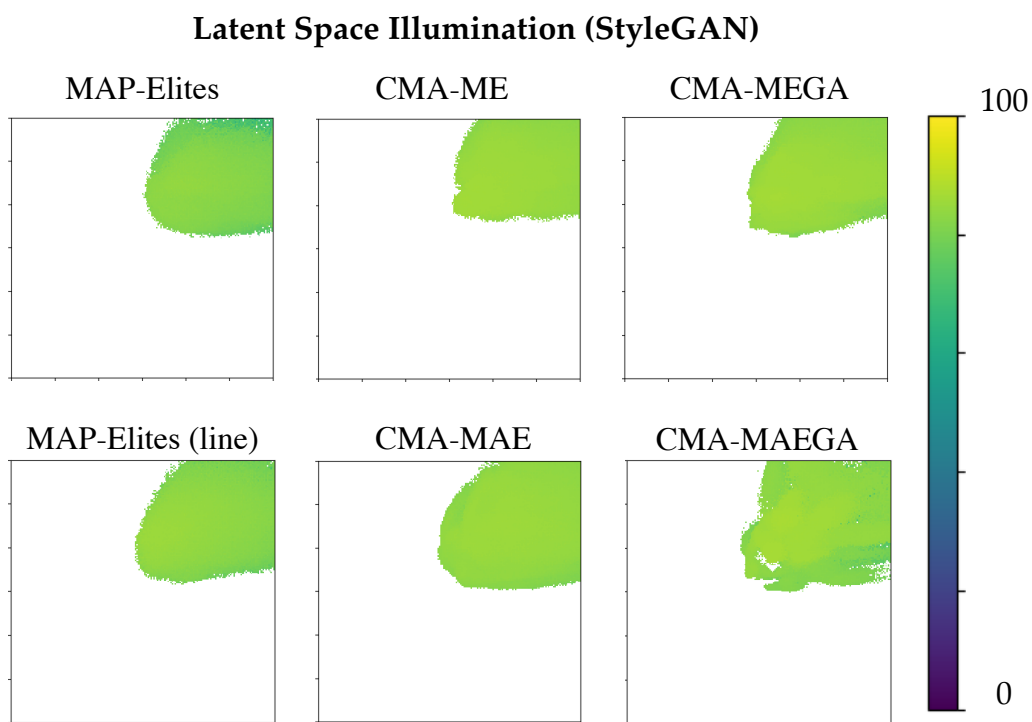 Latent Space Illumination (StyleGAN)
MAP-Elites
CMA-ME
CMA-MEGA
100
MAP-Elites (line)
CMA-MAE
CMA-MAEGA
0